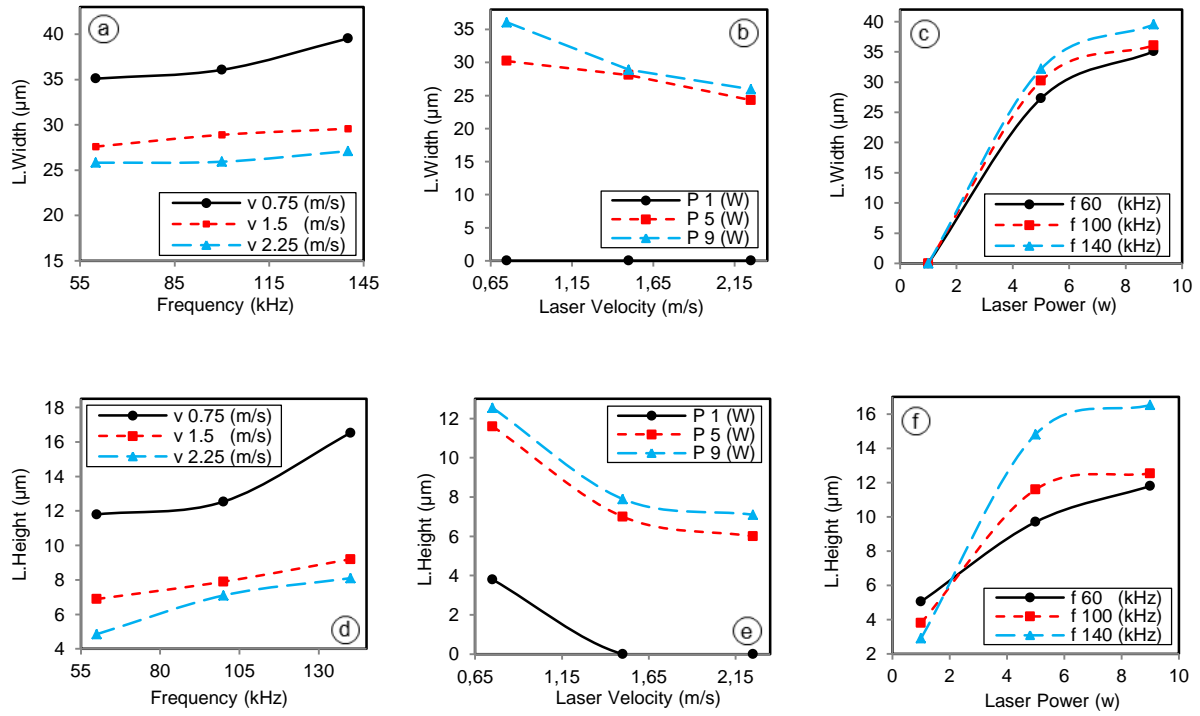 a
40
35
30
25
20
15
L.Width (µm)
v 0.75 (m/s)
v 1.5 (m/s)
v 2.25 (m/s)
55 85 115 145
Frequency (kHz)
b
40
35
30
25
20
15
10
5
0
L.Width (µm)
P 1 (W)
P 5 (W)
P 9 (W)
0,65 1,15 1,65 2,15
Laser Velocity (m/s)
c
40
35
30
25
20
15
10
5
0
L.Width (µm)
f 60 (kHz)
f 100 (kHz)
f 140 (kHz)
0 2 4 6 8 10
Laser Power (w)
18
16
14
12
10
8
6
4
L.Height (µm)
v 0.75 (m/s)
v 1.5 (m/s)
v 2.25 (m/s)
d
55 80 105 130
Frequency (kHz)
12
10
8
6
4
2
0
L.Height (µm)
P 1 (W)
P 5 (W)
P 9 (W)
e
0,65 1,15 1,65 2,15
Laser Velocity (m/s)
f
16
14
12
10
8
6
4
2
L.Height (µm)
f 60 (kHz)
f 100 (kHz)
f 140 (kHz)
0 2 4 6 8 10
Laser Power (w)